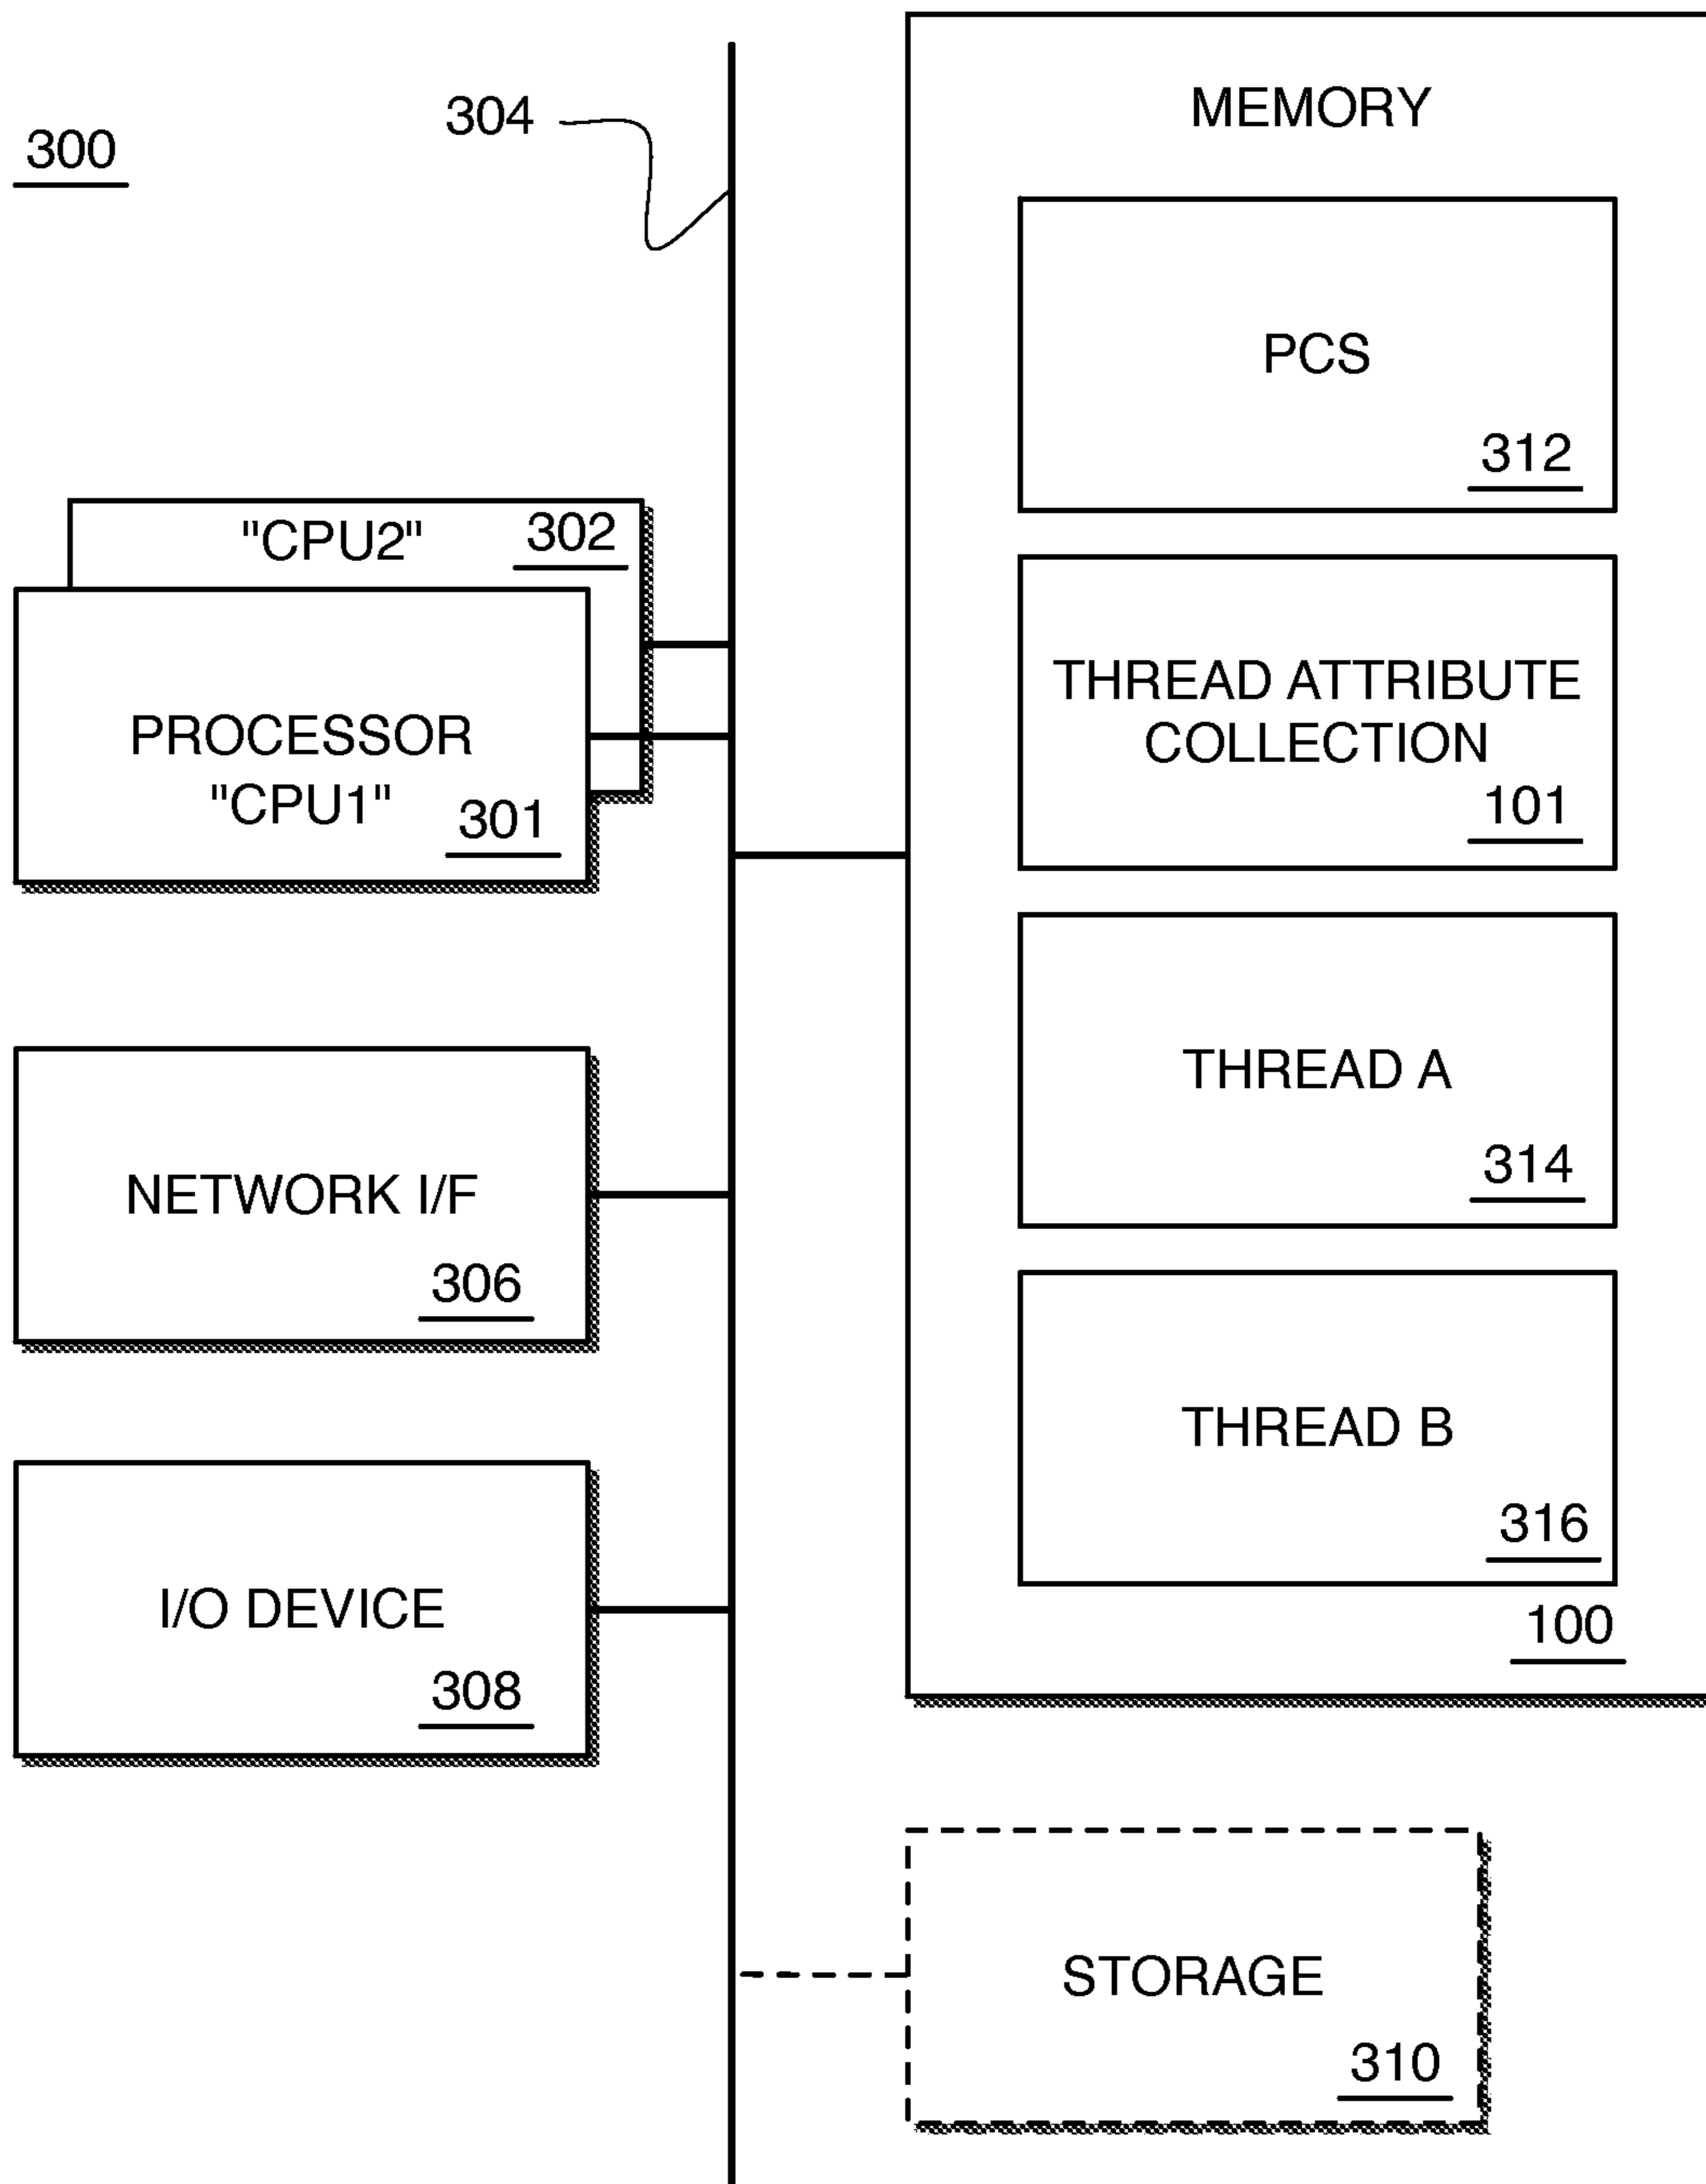 300
304
"CPU2"
302
PROCESSOR
"CPU1"
301
NETWORK I/F
306
I/O DEVICE
308
MEMORY
PCS
312
THREAD ATTRIBUTE
COLLECTION
101
THREAD A
314
THREAD B
316
100
STORAGE
310